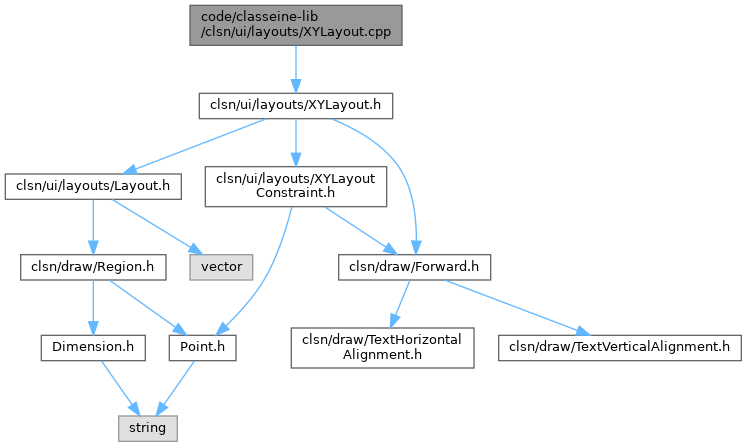 code/classeine-lib
/clsn/ui/layouts/XYLayout.cpp
clsn/ui/layouts/XYLayout.h
clsn/ui/layouts/Layout.h
clsn/ui/layouts/XYLayout
Constraint.h
clsn/draw/Region.h
vector
clsn/draw/Forward.h
Dimension.h
Point.h
clsn/draw/TextHorizontal
Alignment.h
clsn/draw/TextVerticalAlignment.h
string